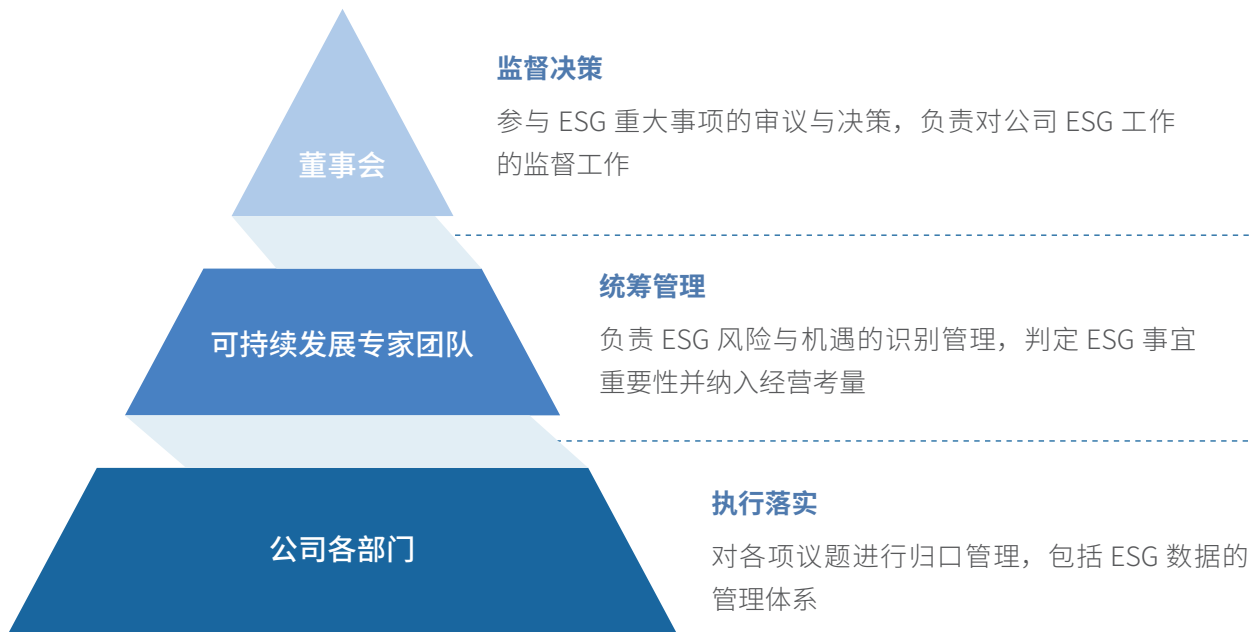 监督决策
参与 ESG 重大事项的审议与决策，负责对公司 ESG 工作
的监督工作
董事会
统筹管理
负责 ESG 风险与机遇的识别管理，判定 ESG 事宜
重要性并纳入经营考量
可持续发展专家团队
执行落实
对各项议题进行归口管理，包括 ESG 数据的
管理体系
公司各部门